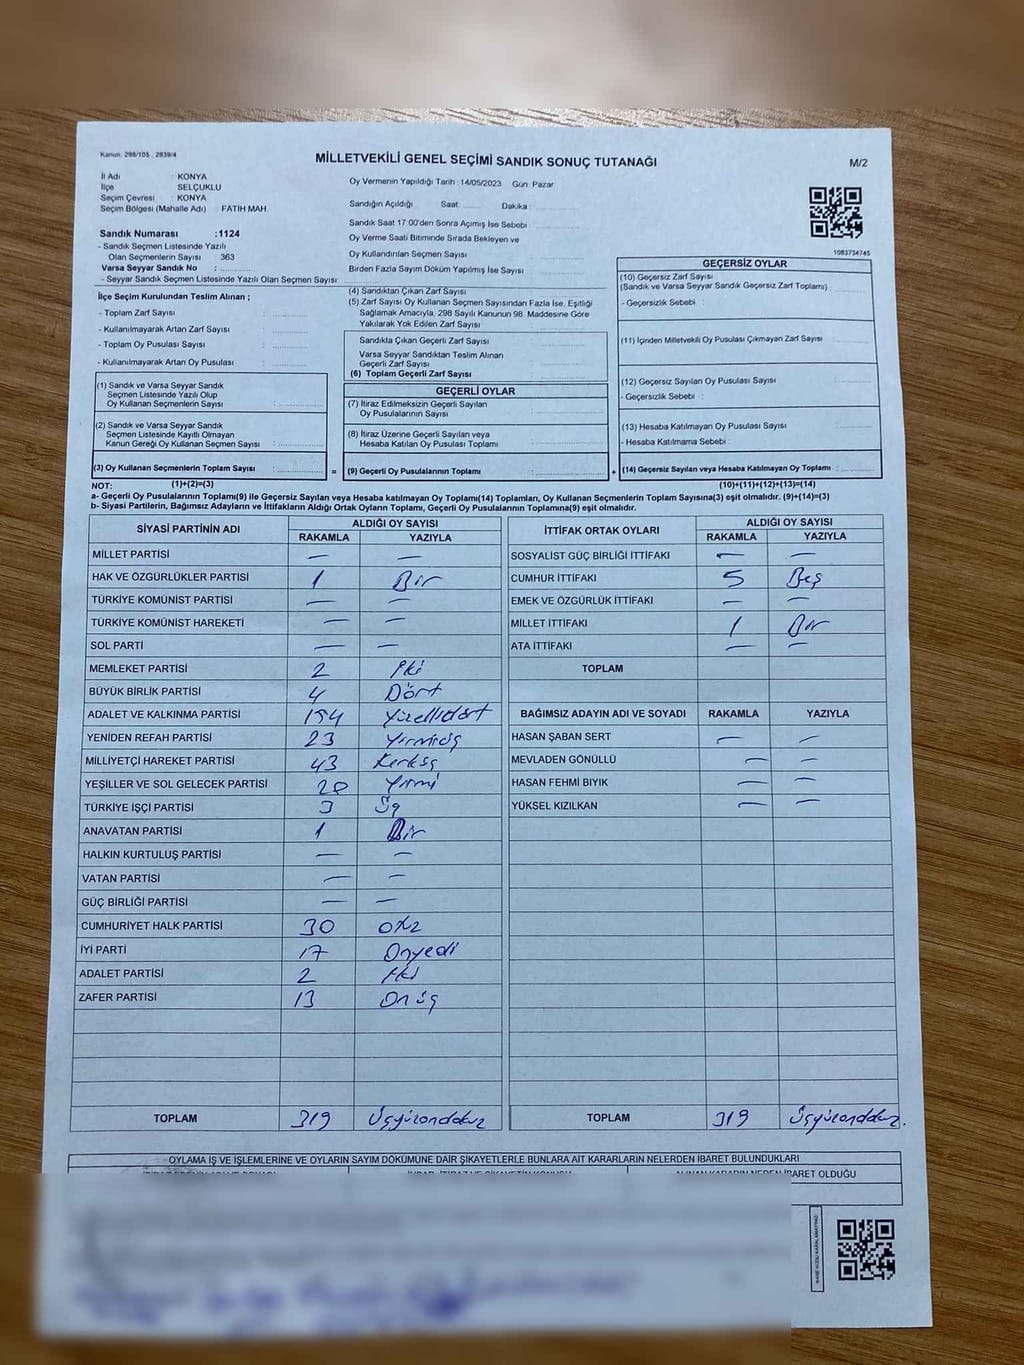 Kanun, 298/105 , 2839/4
MİLLETVEKİLİ GENEL SEÇİMİ SANDIK SONUÇ TUTANAĞI
M/2
İl Adı : KONYA
İlçe SELÇUKLU
Seçim Çevresi : KONYA
Seçim Bölgesi (Mahalle Adı) : FATİH MAH.
Sandık Numarası :1124
- Sandık Seçmen Listesinde Yazılı
Olan Seçmenlerin Sayısı : 363
Varsa Seyyar Sandık No :
- Seyyar Sandık Seçmen Listesinde Yazılı Olan Seçmen Sayısı:
Oy Vermenin Yapıldığı Tarih :14/05/2023 Gün: Pazar
Sandığın Açıldığı Saat: Dakika :
Sandık Saat 17.00'den Sonra Açılmış İse Sebebi :
Oy Verme Saati Bitiminde Sırada Bekleyen ve
Oy Kullandırılan Seçmen Sayısı :
Birden Fazla Sayım Döküm Yapılmış İse Sayısı :
1083734745
İlçe Seçim Kurulundan Teslim Alınan ;
- Toplam Zarf Sayısı :
- Kullanılmayarak Artan Zarf Sayısı :
- Toplam Oy Pusulası Sayısı :
- Kullanılmayarak Artan Oy Pusulası :
(4) Sandıktan Çıkan Zarf Sayısı :
(5) Zarf Sayısı Oy Kullanan Seçmen Sayısından Fazla İse, Eşitliği
Sağlamak Amacıyla, 298 Sayılı Kanunun 98. Maddesine Göre
Yakılarak Yok Edilen Zarf Sayısı :
Sandıkta Çıkan Geçerli Zarf Sayısı :
Varsa Seyyar Sandıktan Teslim Alınan
Geçerli Zarf Sayısı :
(6) Toplam Geçerli Zarf Sayısı :
GEÇERSİZ OYLAR
(10) Geçersiz Zarf Sayısı
(Sandık ve Varsa Seyyar Sandık Geçersiz Zarf Toplamı) :
- Geçersizlik Sebebi :
(11) İçinden Milletvekili Oy Pusulası Çıkmayan Zarf Sayısı :
(12) Geçersiz Sayılan Oy Pusulası Sayısı :
- Geçersizlik Sebebi :
(13) Hesaba Katılmayan Oy Pusulası Sayısı :
- Hesaba Katılmama Sebebi :
(14) Geçersiz Sayılan veya Hesaba Katılmayan Oy Toplamı :
(1) Sandık ve Varsa Seyyar Sandık
Seçmen Listesinde Yazılı Olup
Oy Kullanan Seçmenlerin Sayısı :
(2) Sandık ve Varsa Seyyar Sandık
Seçmen Listesinde Kayıtlı Olmayan
Kanun Gereği Oy Kullanan Seçmen Sayısı :
(3) Oy Kullanan Seçmenlerin Toplam Sayısı :
=
GEÇERLİ OYLAR
(7) İtiraz Edilmeksizin Geçerli Sayılan
Oy Pusulalarının Sayısı :
(8) İtiraz Üzerine Geçerli Sayılan veya
Hesaba Katılan Oy Pusulası Toplamı :
(9) Geçerli Oy Pusulalarının Toplamı :
+
NOT: (1)+(2)=(3) (10)+(11)+(12)+(13)=(14)
a- Geçerli Oy Pusulalarının Toplamı(9) ile Geçersiz Sayılan veya Hesaba katılmayan Oy Toplamı(14) Toplamları, Oy Kullanan Seçmenlerin Toplam Sayısına(3) eşit olmalıdır. (9)+(14)=(3)
b- Siyasi Partilerin, Bağımsız Adayların ve İttifakların Aldığı Ortak Oyların Toplamı, Geçerli Oy Pusulalarının Toplamına(9) eşit olmalıdır.
SİYASİ PARTİNİN ADI ALDIĞI OY SAYISI
RAKAMLA YAZIYLA
MİLLET PARTİSİ — —
HAK VE ÖZGÜRLÜKLER PARTİSİ 1 Bir
TÜRKİYE KOMÜNİST PARTİSİ — —
TÜRKİYE KOMÜNİST HAREKETİ — —
SOL PARTİ — —
MEMLEKET PARTİSİ 2 İki
BÜYÜK BİRLİK PARTİSİ 4 Dört
ADALET VE KALKINMA PARTİSİ 154 Yüzellidört
YENİDEN REFAH PARTİSİ 23 Yirmiüç
MİLLİYETÇİ HAREKET PARTİSİ 43 Kırküç
YEŞİLLER VE SOL GELECEK PARTİSİ 20 Yirmi
TÜRKİYE İŞÇİ PARTİSİ 3 Üç
ANAVATAN PARTİSİ 1 Bir
HALKIN KURTULUŞ PARTİSİ — —
VATAN PARTİSİ — —
GÜÇ BİRLİĞİ PARTİSİ — —
CUMHURİYET HALK PARTİSİ 30 otuz
İYİ PARTİ 17 Onyedi
ADALET PARTİSİ 2 İki
ZAFER PARTİSİ 13 Onüç
TOPLAM 319 Üçyüzondokuz
İTTİFAK ORTAK OYLARI ALDIĞI OY SAYISI
RAKAMLA YAZIYLA
SOSYALİST GÜÇ BİRLİĞİ İTTİFAKI — —
CUMHUR İTTİFAKI 5 Beş
EMEK VE ÖZGÜRLÜK İTTİFAKI — —
MİLLET İTTİFAKI 1 Bir
ATA İTTİFAKI — —
TOPLAM
BAĞIMSIZ ADAYIN ADI VE SOYADI RAKAMLA YAZIYLA
HASAN ŞABAN SERT — —
MEVLADEN GÖNÜLLÜ — —
HASAN FEHMİ BIYIK — —
YÜKSEL KIZILKAN — —
TOPLAM 319 Üçyüzondokuz.
OYLAMA İŞ VE İŞLEMLERİNE VE OYLARIN SAYIM DÖKÜMÜNE DAİR ŞİKAYETLERLE BUNLARA AİT KARARLARIN NELERDEN İBARET BULUNDUKLARI
ALINAN KARARIN NEDEN İBARET OLDUĞU